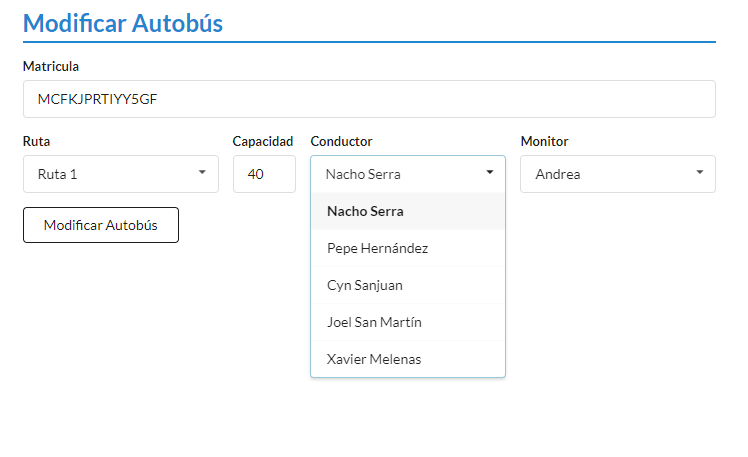 Modificar Autobús
Matricula
MCFKJPRTIYY5GF
Ruta Capacidad Conductor Monitor
Ruta 1 40 Nacho Serra Andrea
Nacho Serra
Modificar Autobús
Pepe Hernández
Cyn Sanjuan
Joel San Martín
Xavier Melenas